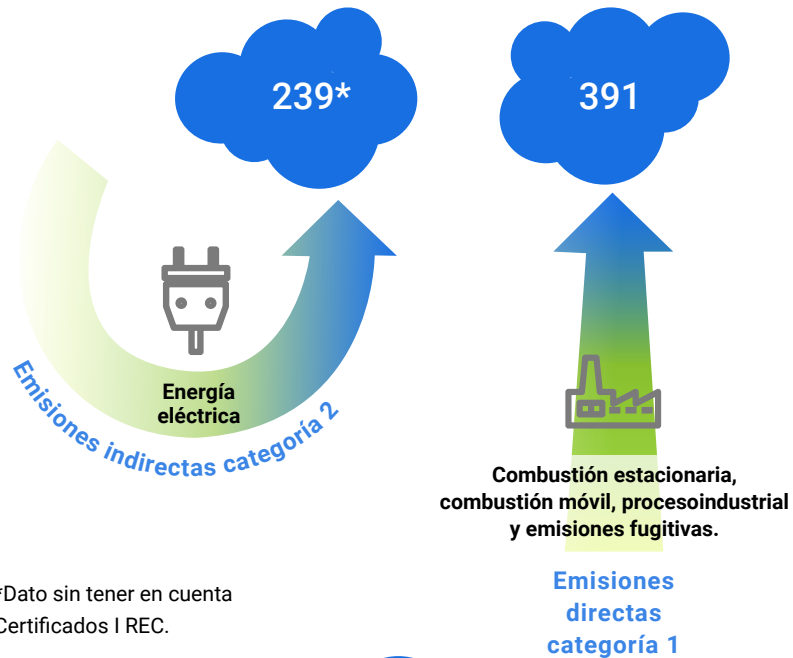 239*
391
Energía
eléctrica
Emisiones indirectas categoría 2
Combustión estacionaria,
combustión móvil, procesoindustrial
y emisiones fugitivas.
Emisiones
directas
categoría 1
*Dato sin tener en cuenta
Certificados I REC.